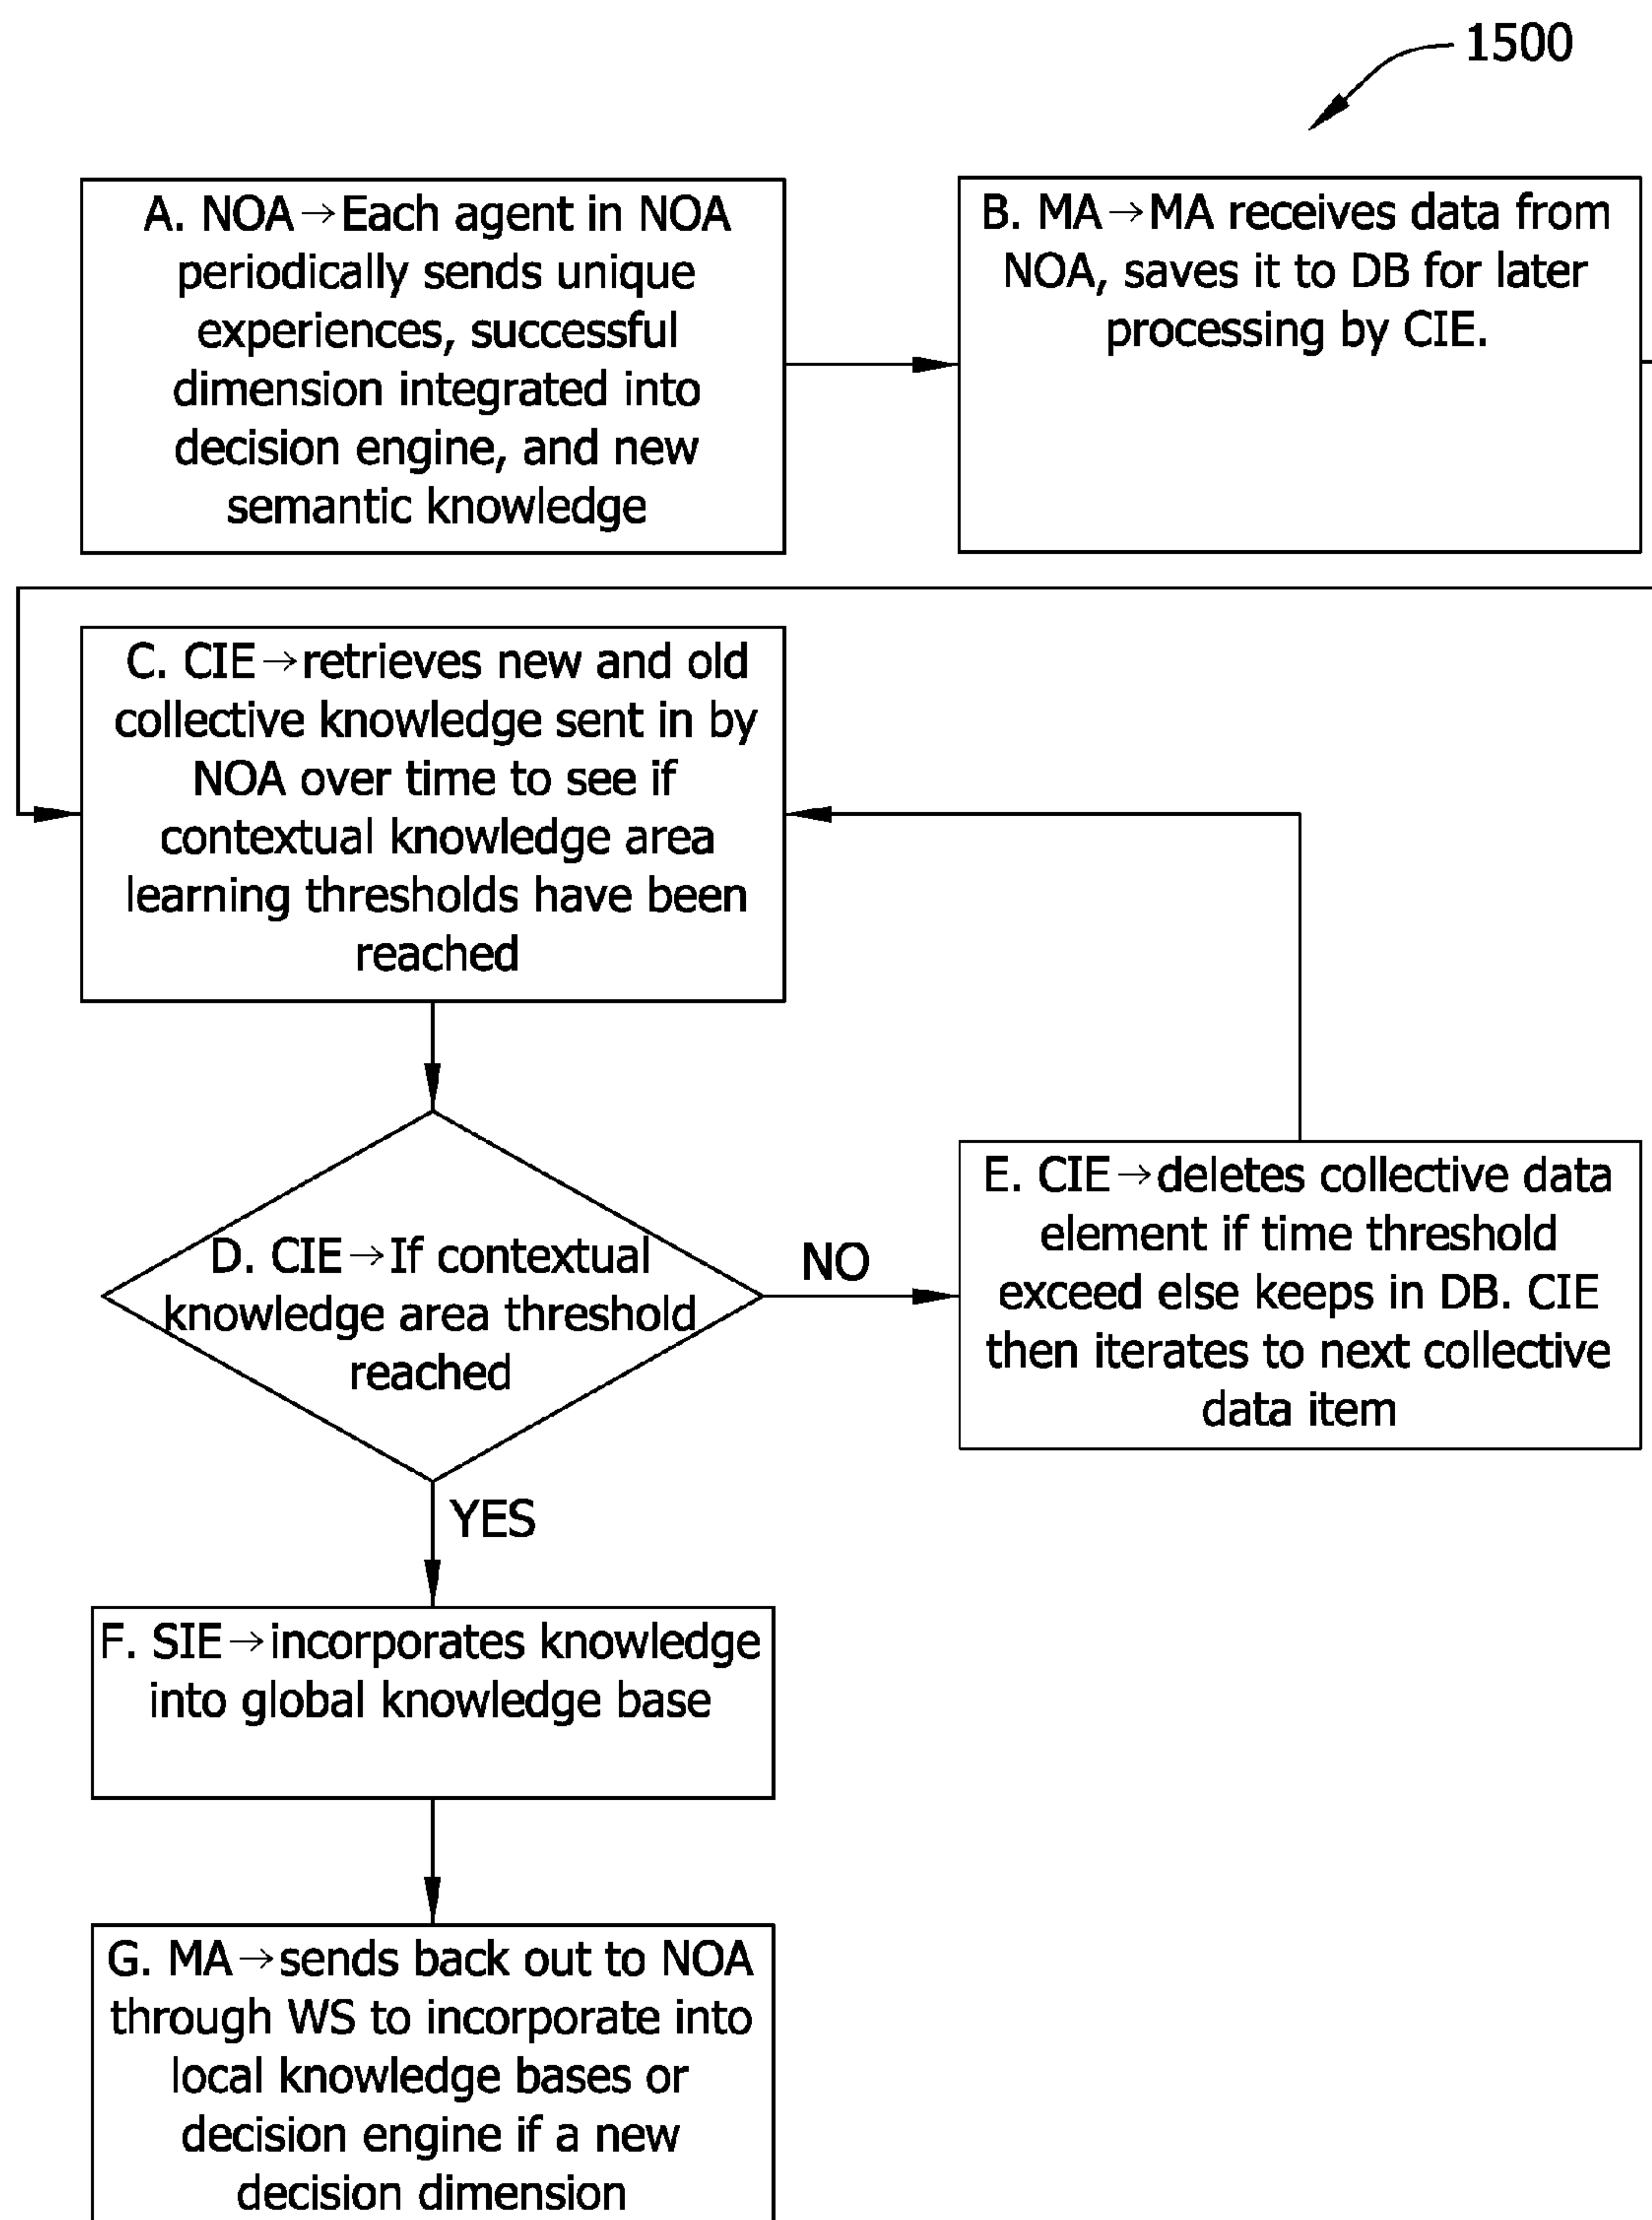 1500
A. NOA→Each agent in NOA
periodically sends unique
experiences, successful
dimension integrated into
decision engine, and new
semantic knowledge
B. MA→MA receives data from
NOA, saves it to DB for later
processing by CIE.
C. CIE→retrieves new and old
collective knowledge sent in by
NOA over time to see if
contextual knowledge area
learning thresholds have been
reached
D. CIE→If contextual
knowledge area threshold
reached
NO
E. CIE→deletes collective data
element if time threshold
exceed else keeps in DB. CIE
then iterates to next collective
data item
YES
F. SIE→incorporates knowledge
into global knowledge base
G. MA→sends back out to NOA
through WS to incorporate into
local knowledge bases or
decision engine if a new
decision dimension